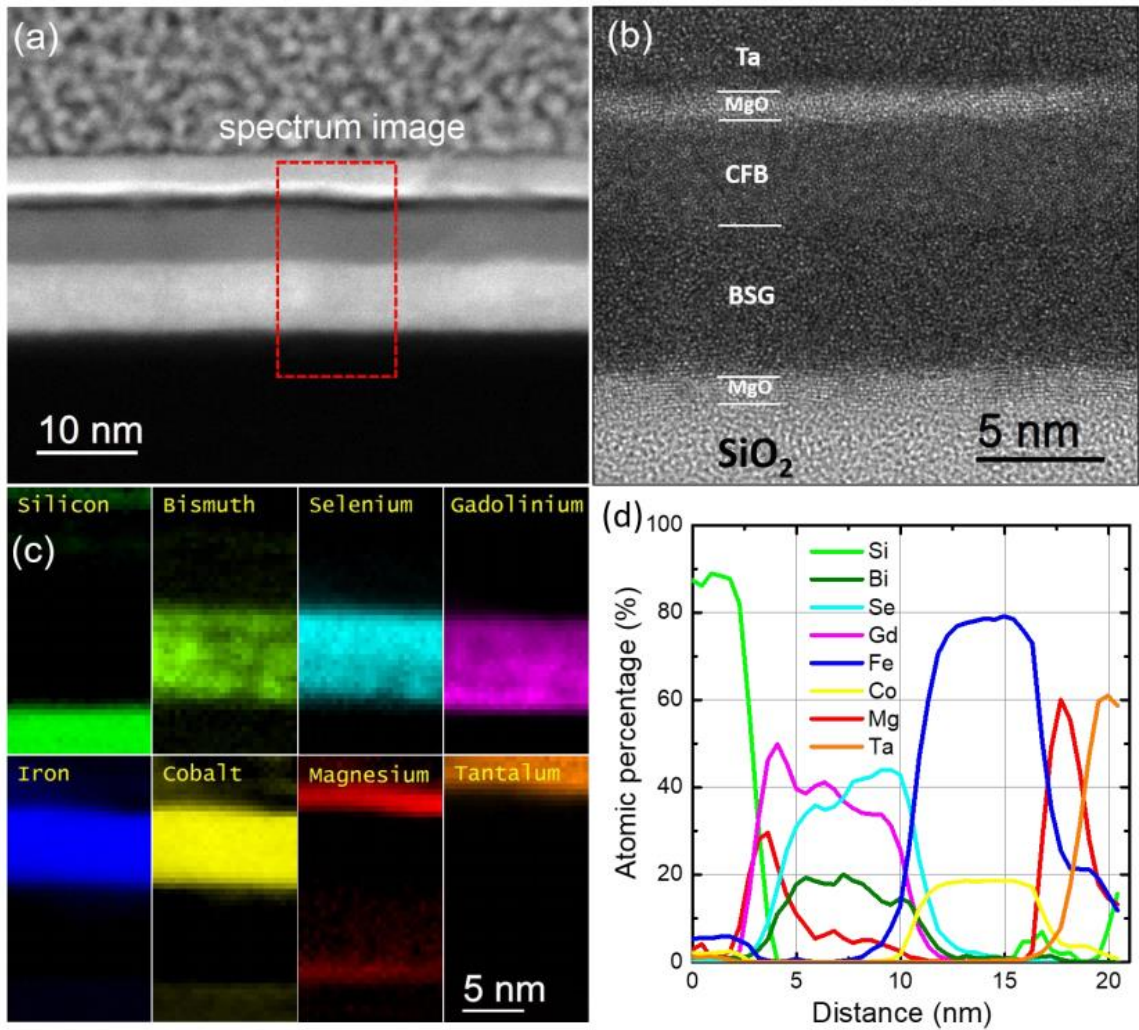 (a)
spectrum image
10 nm
(b)
Ta
MgO
CFB
BSG
MgO
SiO2
5 nm
Silicon Bismuth Selenium Gadolinium
(c)
Iron Cobalt Magnesium Tantalum
5 nm
(d)
100
80
60
40
20
0
Atomic percentage (%)
Si
Bi
Se
Gd
Fe
Co
Mg
Ta
0 5 10 15 20
Distance (nm)